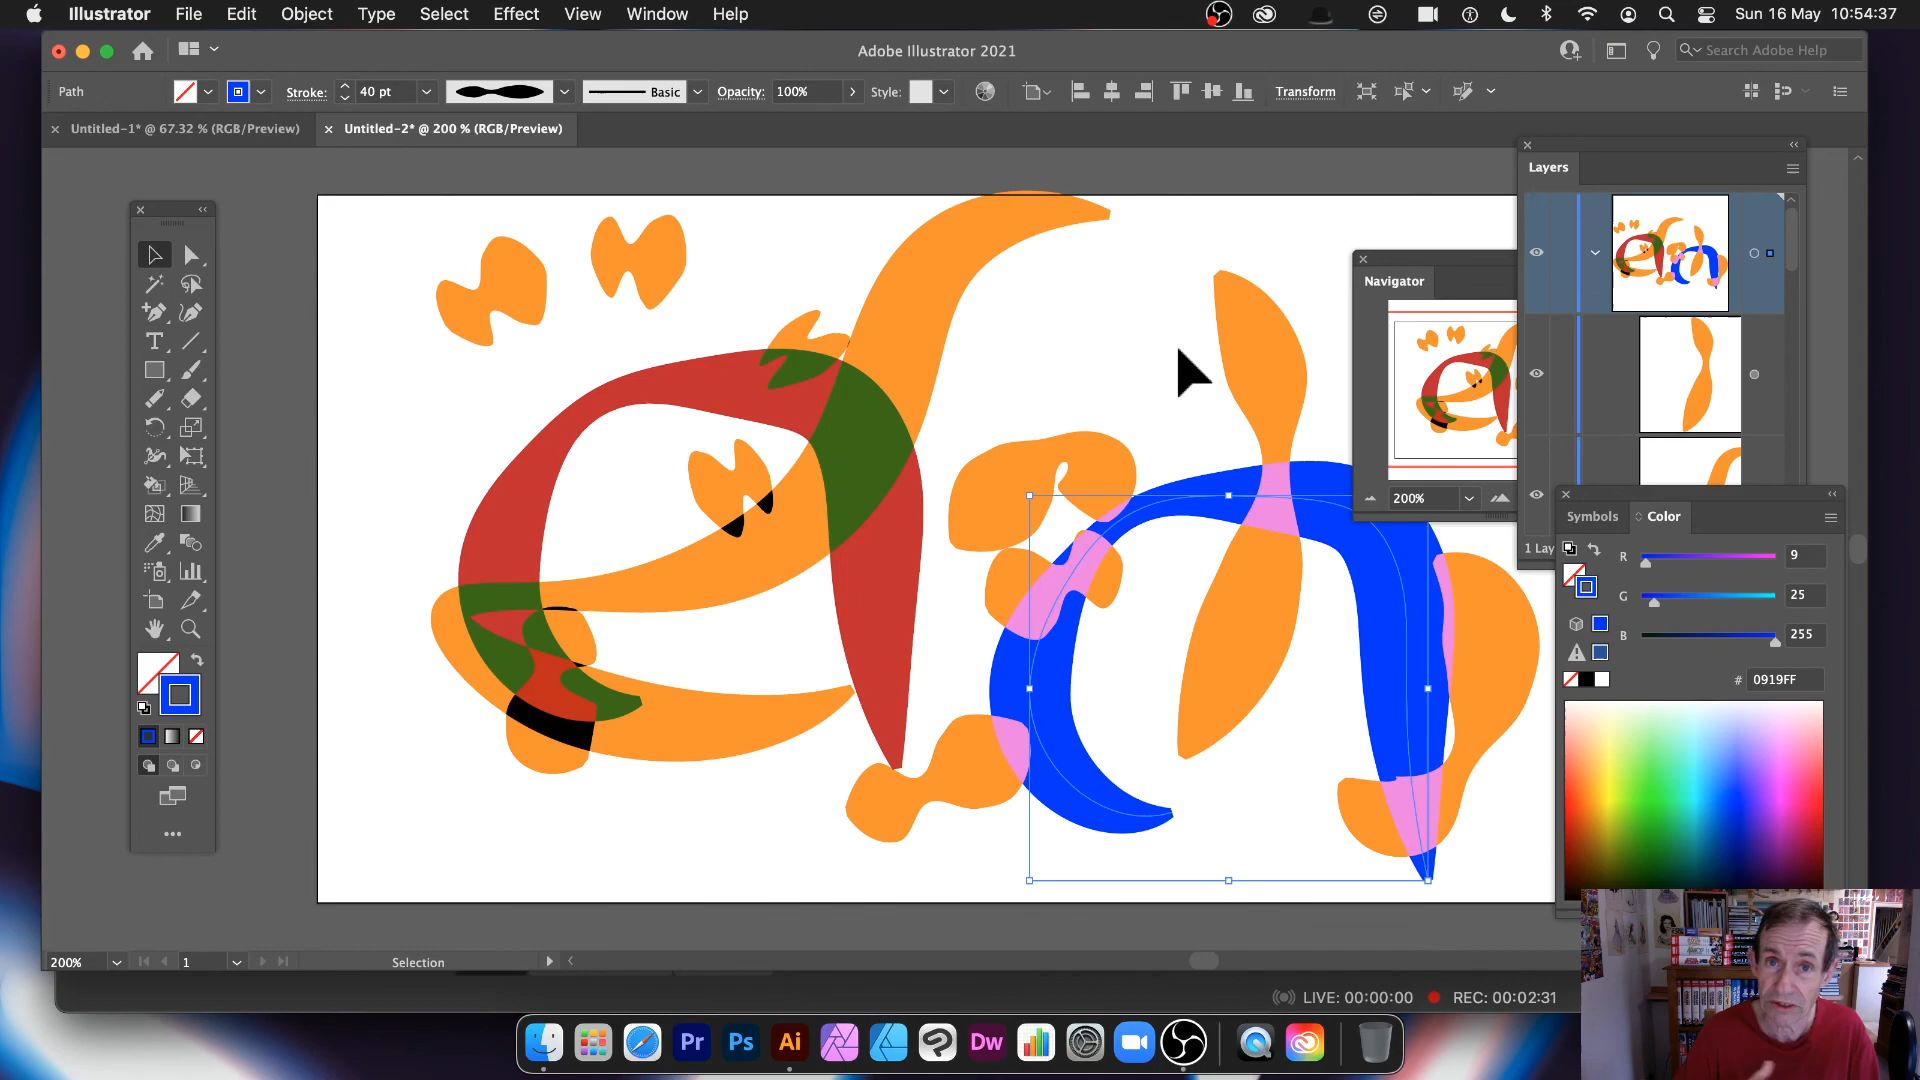 Illustrator File Edit Object Type Select Effect View Window Help
Sun 16 May 10:54:37
Adobe Illustrator 2021
Search Adobe Help
Path
Stroke: 40 pt
Basic
Opacity: 100%
Style:
Transform
Untitled-1* @ 67.32 % (RGB/Preview)
Untitled-2* @ 200 % (RGB/Preview)
Layers
Navigator
200%
Symbols
Color
1 Lay
R 9
G 25
B 255
# 0919FF
200%
1
Selection
LIVE: 00:00:00
REC: 00:02:31
Pr Ps Ai Dw